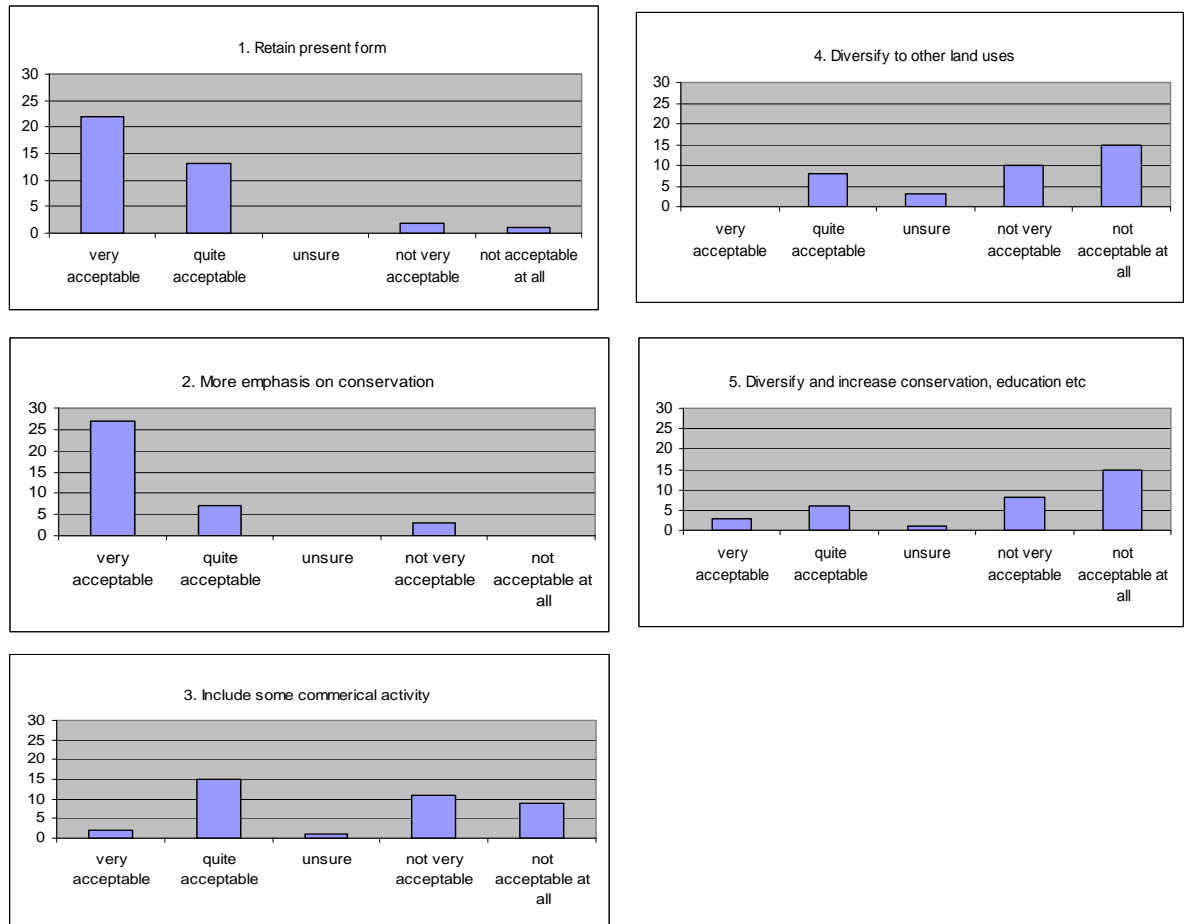 1. Retain present form
30
25
20
15
10
5
0
very acceptable
quite acceptable
unsure
not very acceptable
not acceptable at all
2. More emphasis on conservation
30
25
20
15
10
5
0
very acceptable
quite acceptable
unsure
not very acceptable
not acceptable at all
3. Include some commerical activity
30
25
20
15
10
5
0
very acceptable
quite acceptable
unsure
not very acceptable
not acceptable at all
4. Diversify to other land uses
30
25
20
15
10
5
0
very acceptable
quite acceptable
unsure
not very acceptable
not acceptable at all
5. Diversify and increase conservation, education etc
30
25
20
15
10
5
0
very acceptable
quite acceptable
unsure
not very acceptable
not acceptable at all